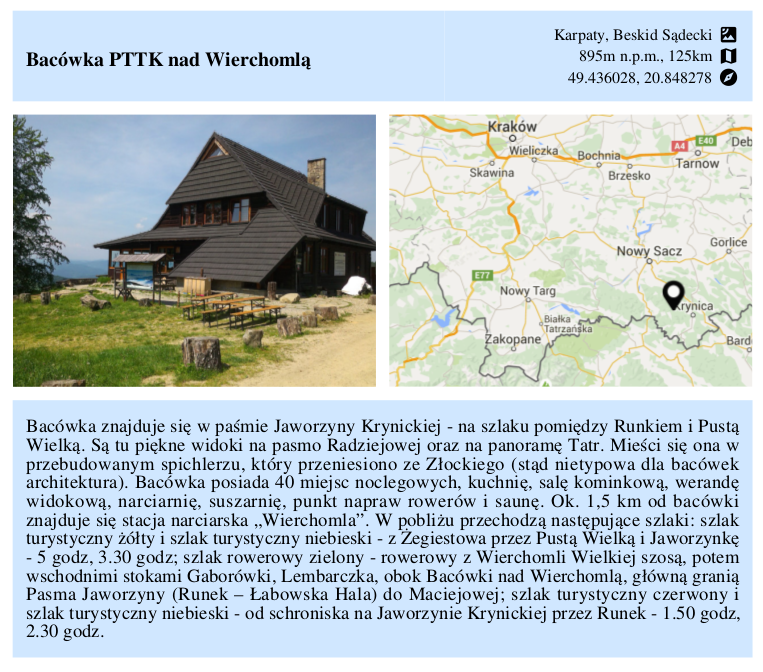 Bacówka PTTK nad Wierchomlą
Karpaty, Beskid Sądecki
895m n.p.m., 125km
49.436028, 20.848278
Kraków
Wieliczka
Skawina
Bochnia
Brzesko
A4
E40
Deb
Tarnow
Nowy Sacz
Gorlice
E77
Nowy Targ
Krynica
Białka
Tatrzańska
Zakopane
Bard
Bacówka znajduje się w paśmie Jaworzyny Krynickiej - na szlaku pomiędzy Runkiem i Pustą
Wielką. Są tu piękne widoki na pasmo Radziejowej oraz na panoramę Tatr. Mieści się ona w
przebudowanym spichlerzu, który przeniesiono ze Złockiego (stąd nietypowa dla bacówek
architektura). Bacówka posiada 40 miejsc noclegowych, kuchnię, salę kominkową, werandę
widokową, narciarnię, suszarnię, punkt napraw rowerów i saunę. Ok. 1,5 km od bacówki
znajduje się stacja narciarska „Wierchomla”. W pobliżu przechodzą następujące szlaki: szlak
turystyczny żółty i szlak turystyczny niebieski - z Żegiestowa przez Pustą Wielką i Jaworzynkę
- 5 godz, 3.30 godz; szlak rowerowy zielony - rowerowy z Wierchomli Wielkiej szosą, potem
wschodnimi stokami Gaborówki, Lembarczka, obok Bacówki nad Wierchomlą, główną granią
Pasma Jaworzyny (Runek – Łabowska Hala) do Maciejowej; szlak turystyczny czerwony i
szlak turystyczny niebieski - od schroniska na Jaworzynie Krynickiej przez Runek - 1.50 godz,
2.30 godz.